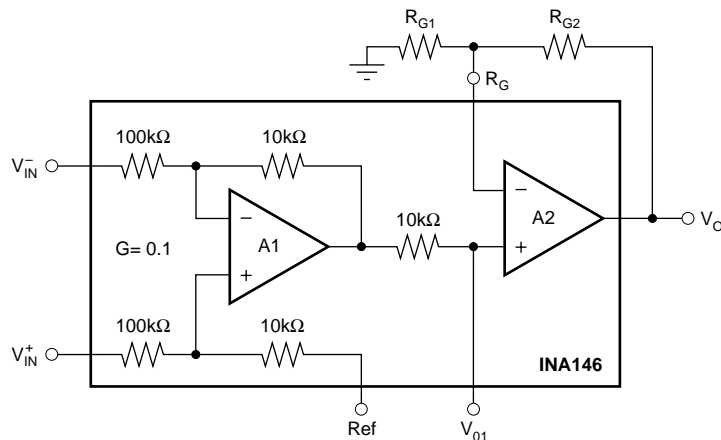 R_G1
R_G2
R_G
100kΩ
10kΩ
V_IN^-
−
A1
+
G= 0.1
10kΩ
−
A2
+
V_O
100kΩ
10kΩ
V_IN^+
INA146
Ref
V_01